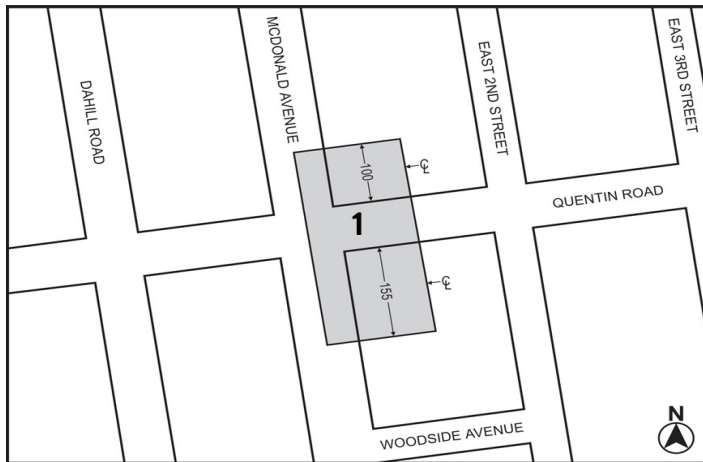 DAHILL ROAD
MCDONALD AVENUE
EAST 2ND STREET
EAST 3RD STREET
100
℄
QUENTIN ROAD
1
155
℄
WOODSIDE AVENUE
N